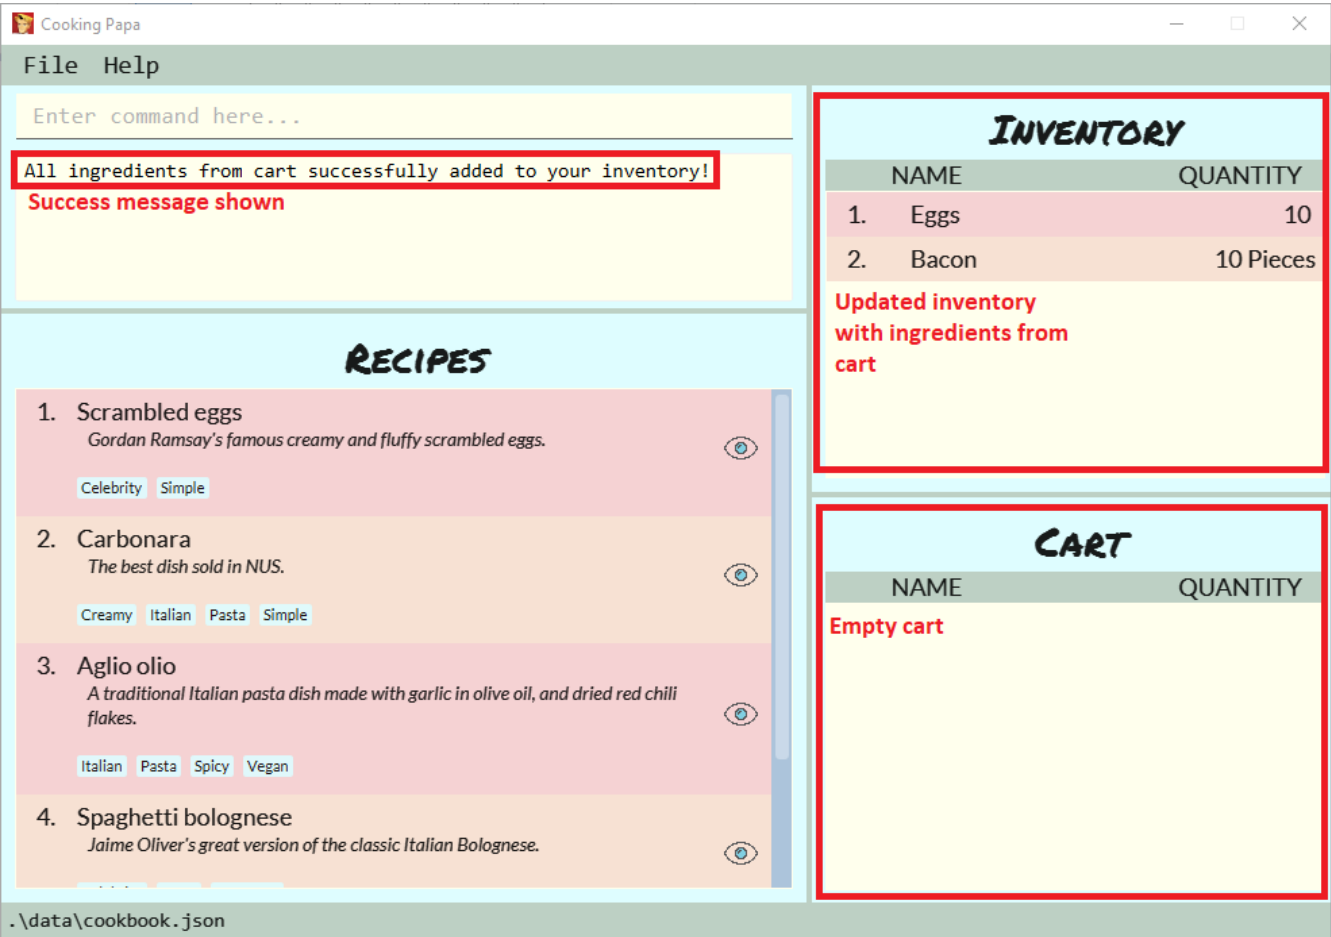 Cooking Papa
File Help
Enter command here...
All ingredients from cart successfully added to your inventory!
Success message shown
RECIPES
1. Scrambled eggs
Gordan Ramsay's famous creamy and fluffy scrambled eggs.
Celebrity Simple
2. Carbonara
The best dish sold in NUS.
Creamy Italian Pasta Simple
3. Aglio olio
A traditional Italian pasta dish made with garlic in olive oil, and dried red chili
flakes.
Italian Pasta Spicy Vegan
4. Spaghetti bolognese
Jaime Oliver's great version of the classic Italian Bolognese.
INVENTORY
NAME QUANTITY
1. Eggs 10
2. Bacon 10 Pieces
Updated inventory
with ingredients from
cart
CART
NAME QUANTITY
Empty cart
.\data\cookbook.json